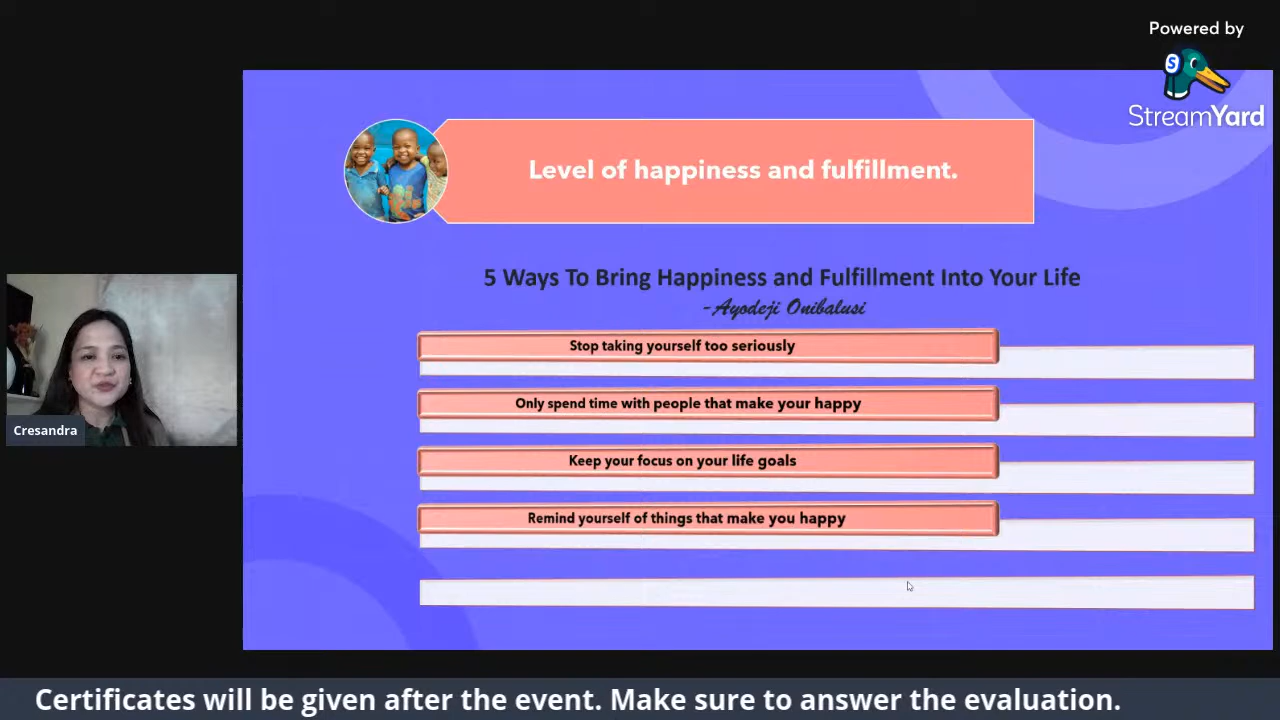 Powered by
S
StreamYard
Level of happiness and fulfillment.
5 Ways To Bring Happiness and Fulfillment Into Your Life
-Ayodeji Onibalusi
Stop taking yourself too seriously
Only spend time with people that make your happy
Keep your focus on your life goals
Remind yourself of things that make you happy
Cresandra
Certificates will be given after the event. Make sure to answer the evaluation.